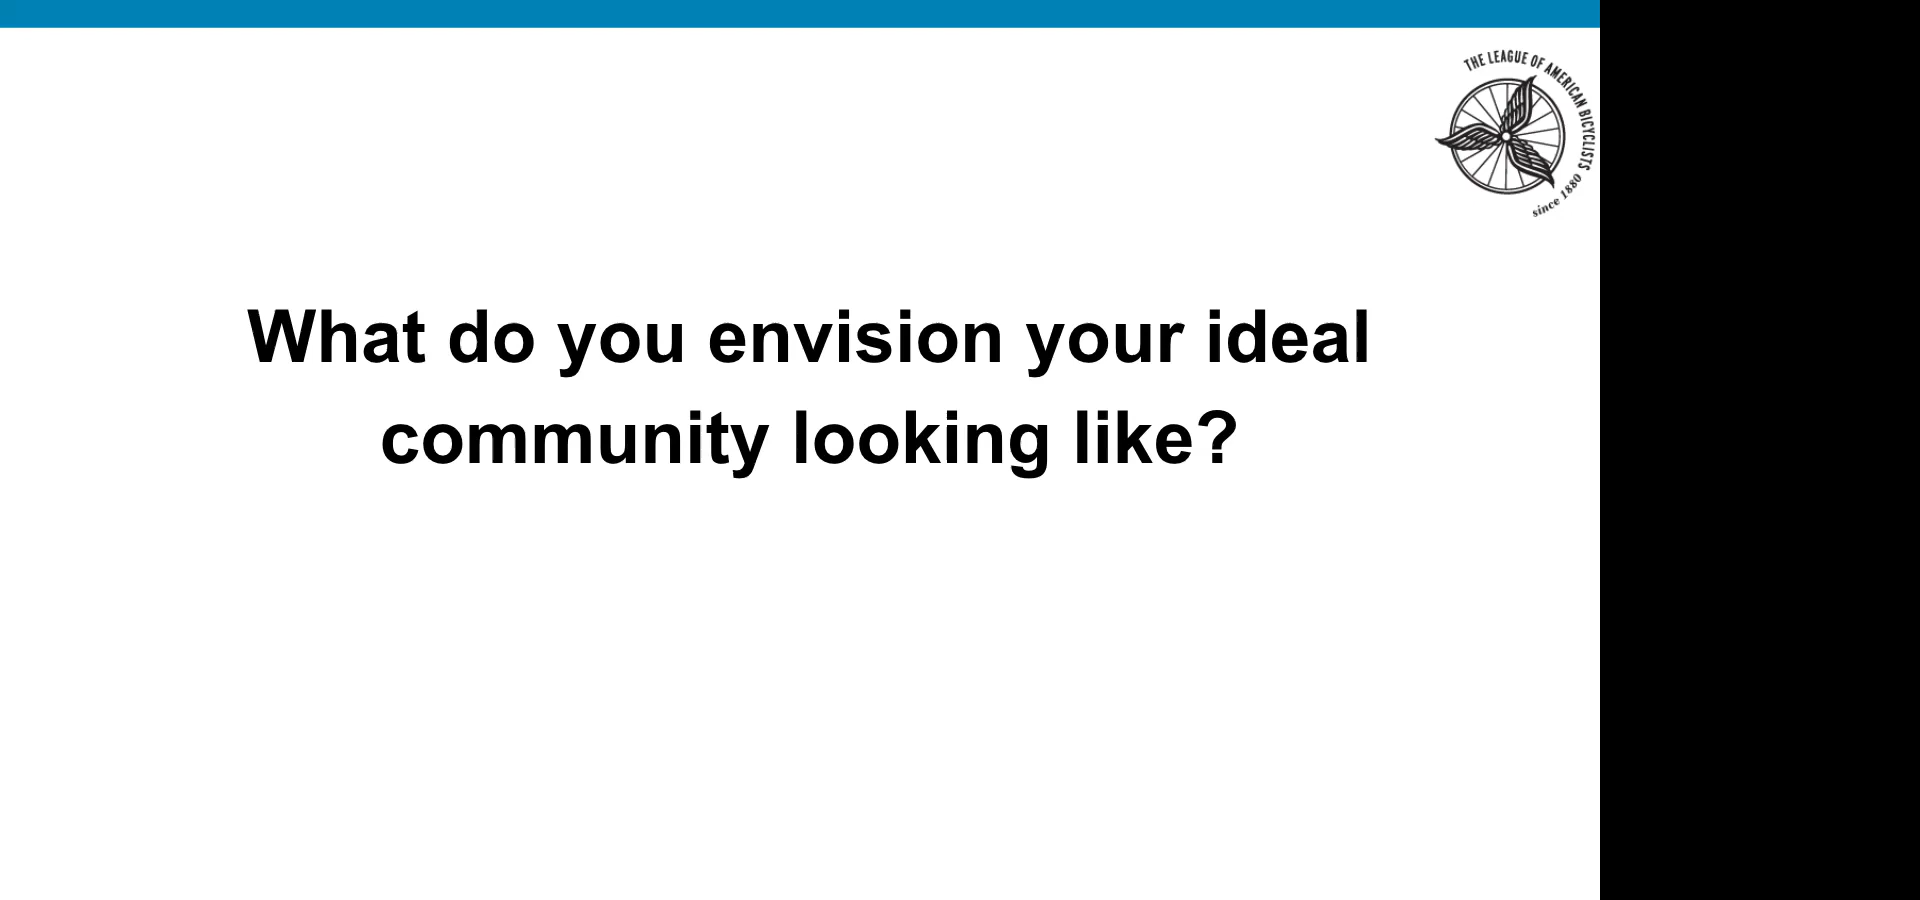 THE LEAGUE OF AMERICAN BICYCLISTS
since 1880
What do you envision your ideal
community looking like?